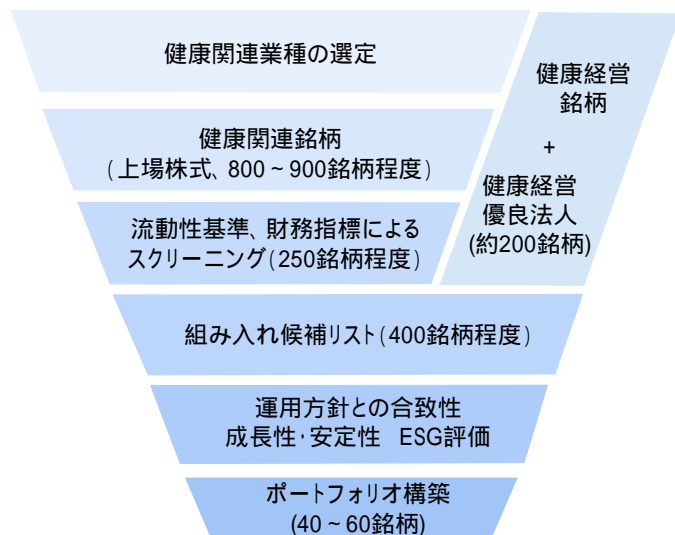 健康関連業種の選定
健康関連銘柄
(上場株式、800~900銘柄程度)
流動性基準、財務指標による
スクリーニング(250銘柄程度)
健康経営
銘柄
+
健康経営
優良法人
(約200銘柄)
組み入れ候補リスト(400銘柄程度)
運用方針との合致性
成長性・安定性 ESG評価
ポートフォリオ構築
(40~60銘柄)